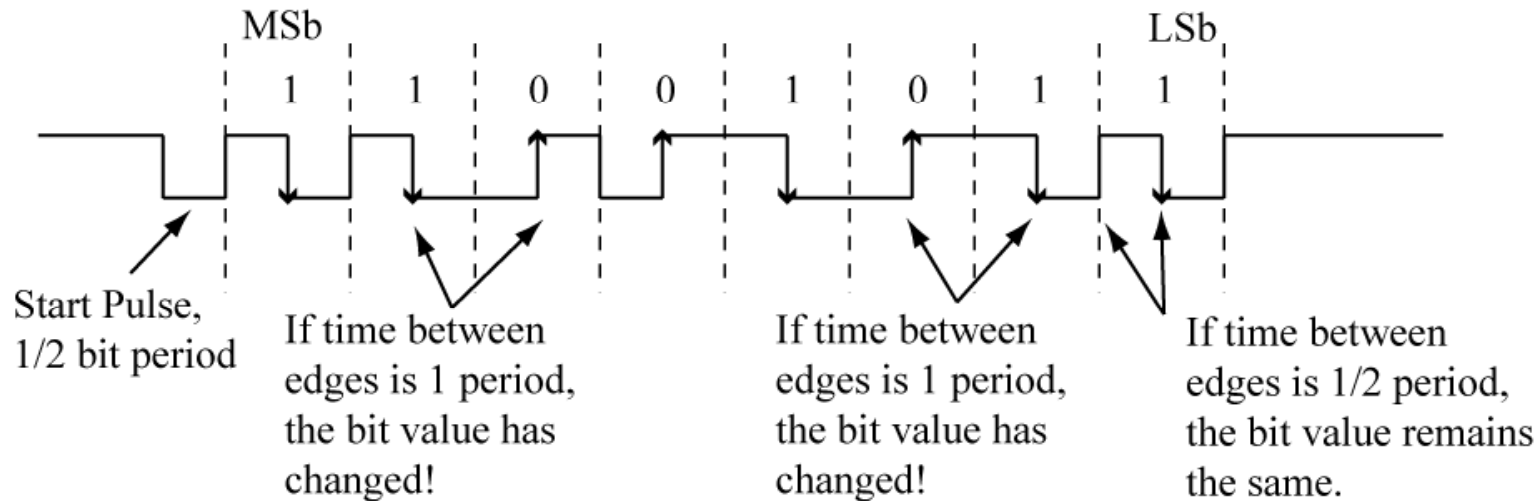 MSb
LSb
1 1 0 0 1 0 1 1
Start Pulse,
1/2 bit period
If time between
edges is 1 period,
the bit value has
changed!
If time between
edges is 1 period,
the bit value has
changed!
If time between
edges is 1/2 period,
the bit value remains
the same.